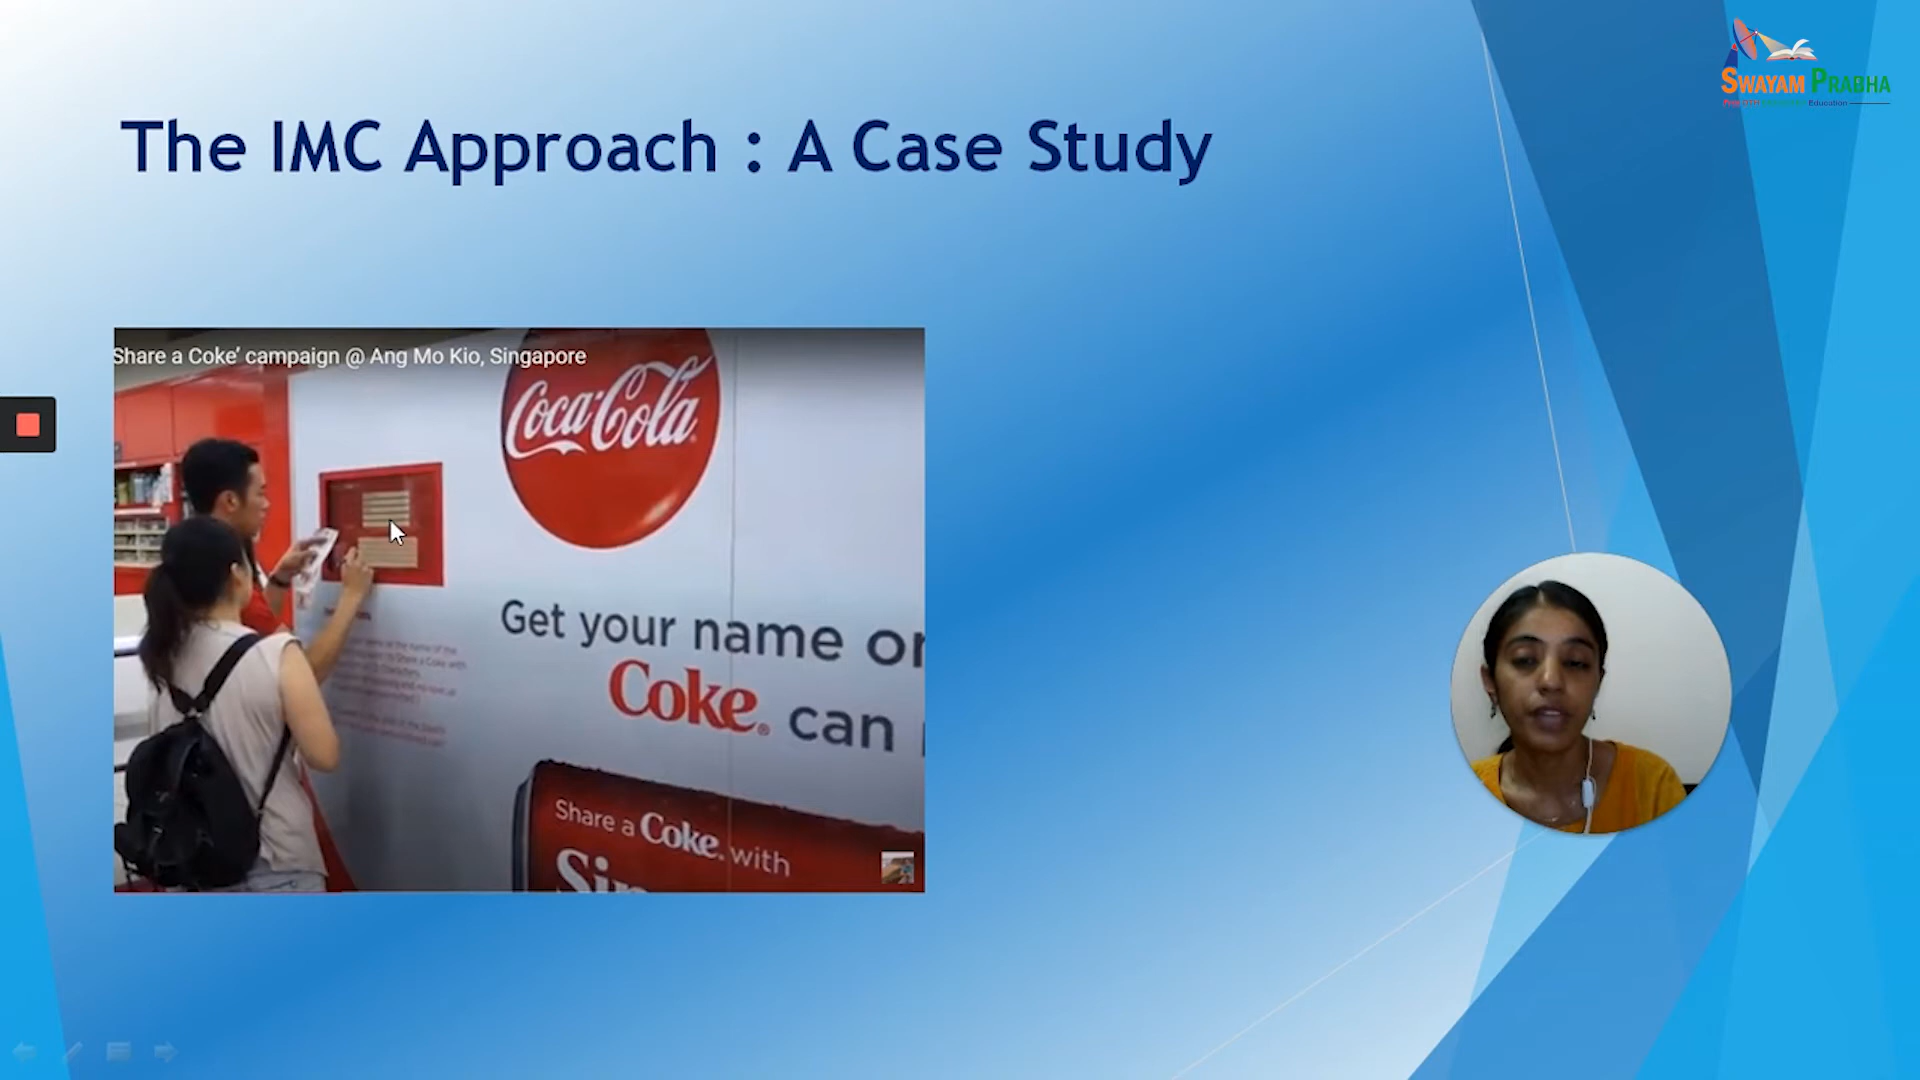 SWAYAM PRABHA
Education
The IMC Approach : A Case Study
Share a Coke’ campaign @ Ang Mo Kio, Singapore
Coca-Cola
Get your name
Coke. can
Share a Coke. with